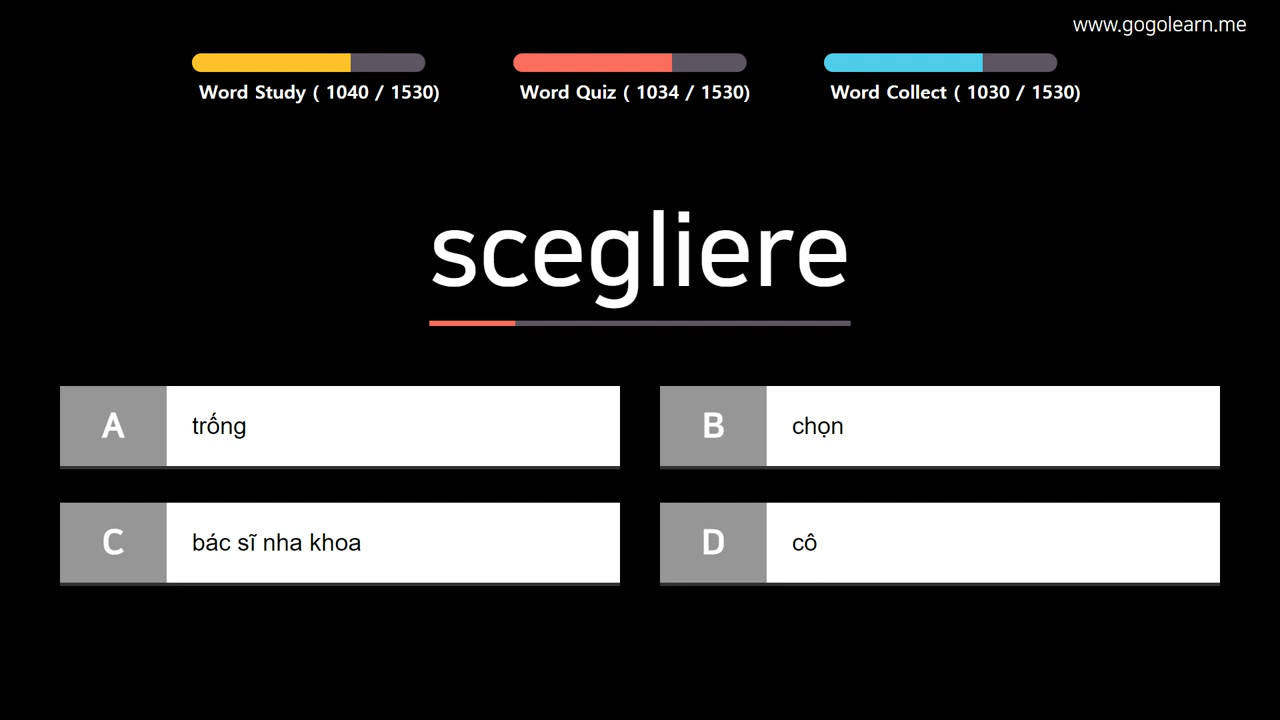 www.gogolearn.me
Word Study ( 1040 / 1530)
Word Quiz ( 1034 / 1530)
Word Collect ( 1030 / 1530)
scegliere
A
trống
B
chọn
C
bác sĩ nha khoa
D
cô